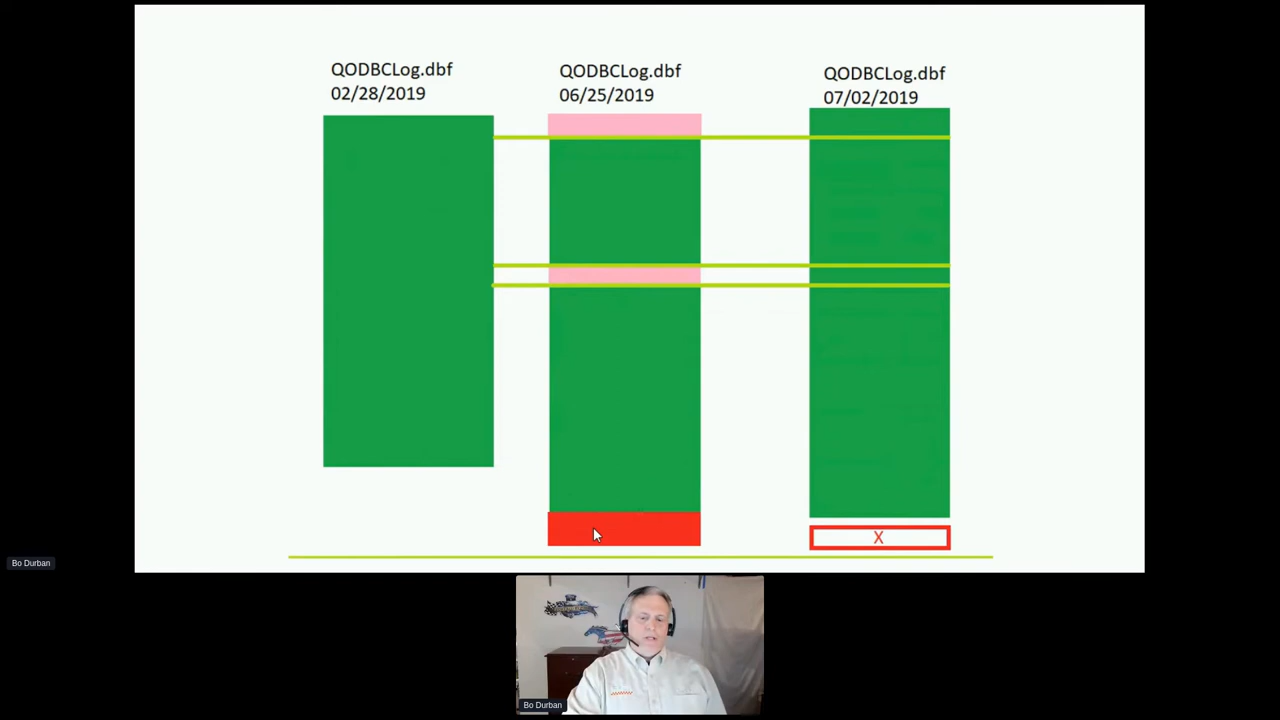 QODBCLog.dbf
02/28/2019
QODBCLog.dbf
06/25/2019
QODBCLog.dbf
07/02/2019
X
Bo Durban
Bo Durban